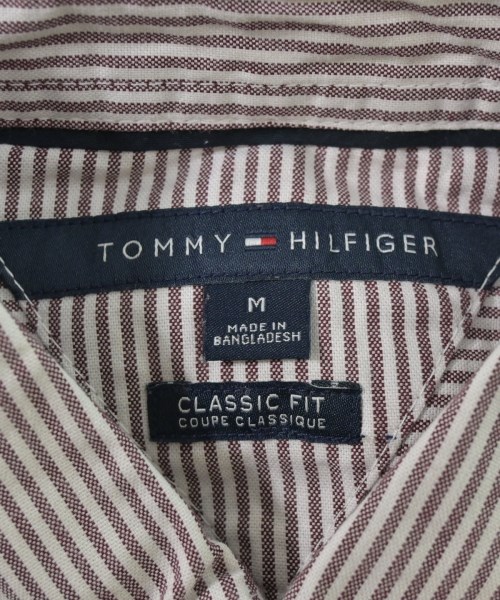 TOMMY HILFIGER
M
MADE IN
BANGLADESH
CLASSIC FIT
COUPE CLASSIQUE